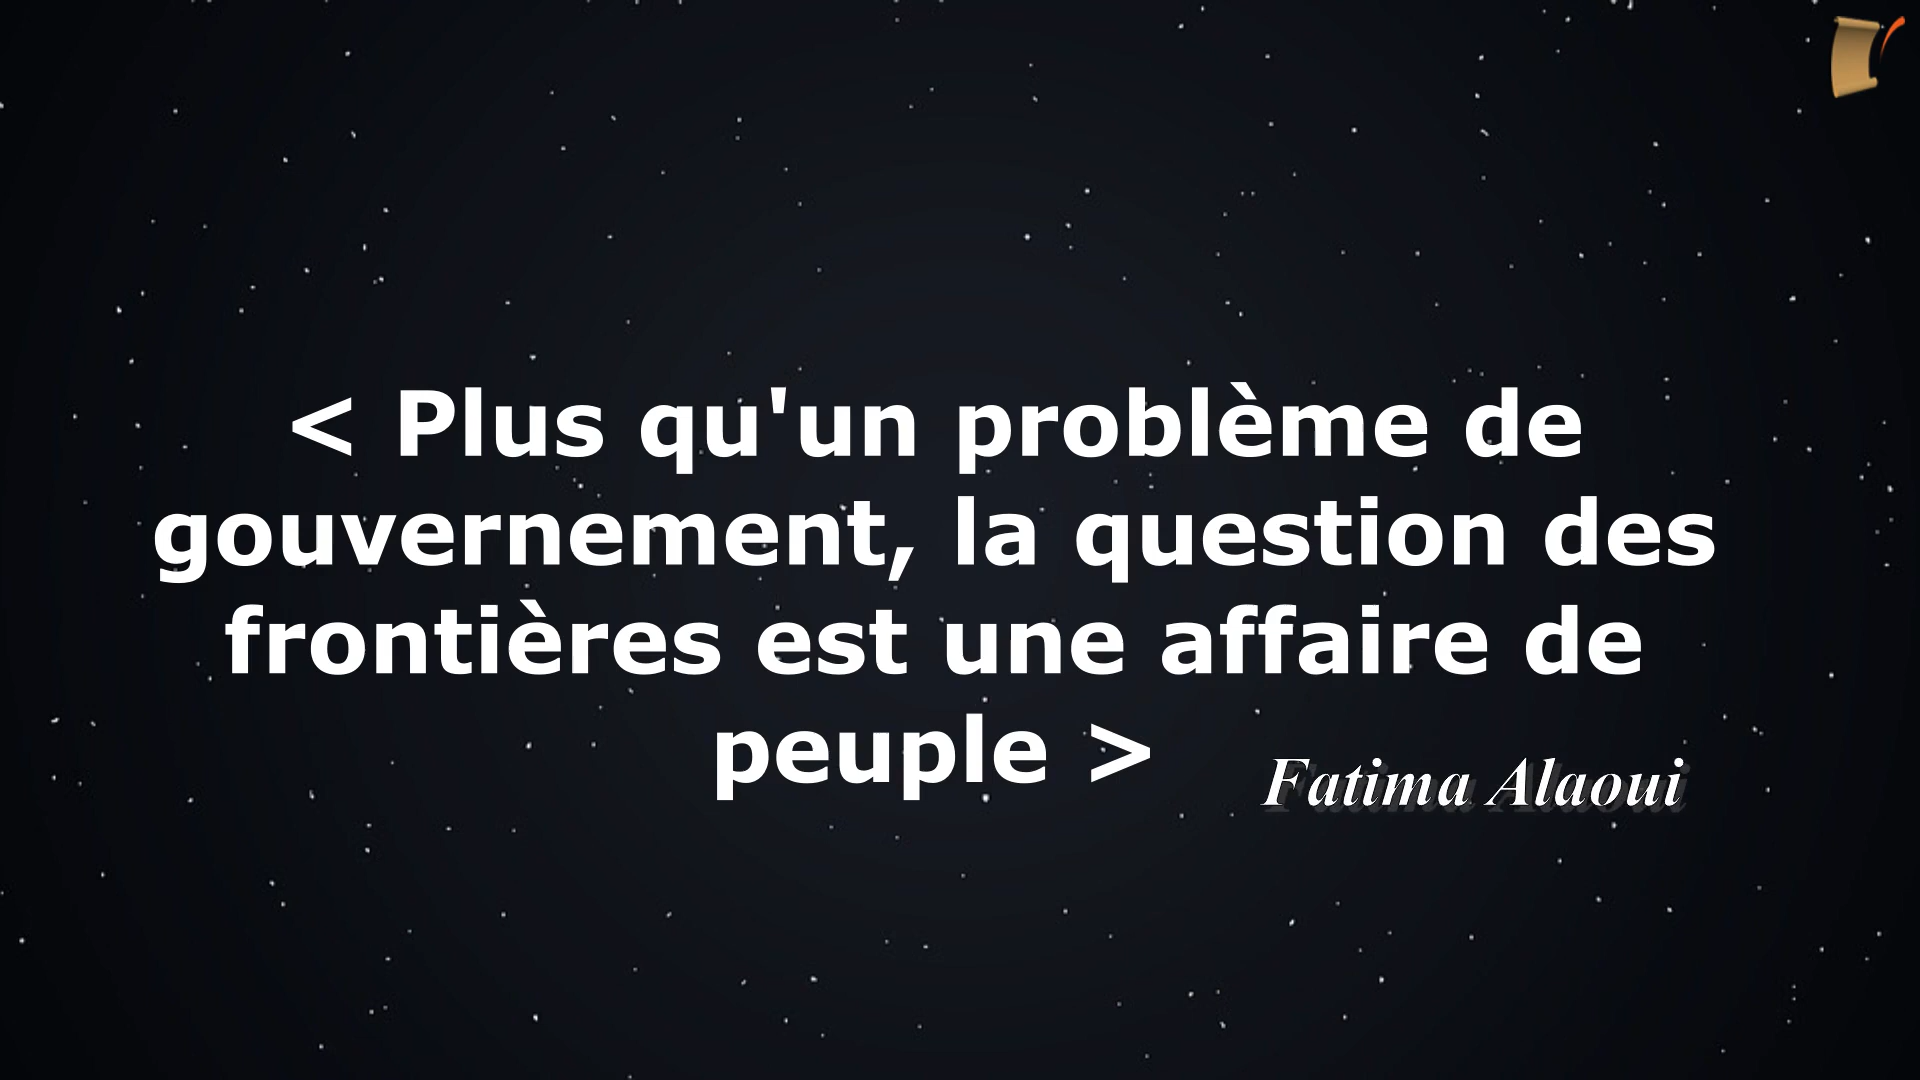 < Plus qu'un problème de
gouvernement, la question des
frontières est une affaire de
peuple >
Fatima Alaoui